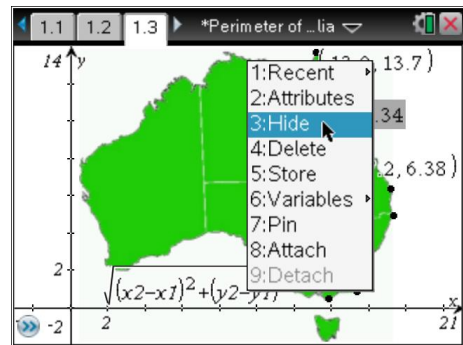 1.1 1.2 1.3 *Perimeter of …lia
14 y
13.7 )
1:Recent
2:Attributes
.34
3:Hide
4:Delete
.2, 6.38 )
5:Store
6:Variables
7:Pin
8:Attach
2
9:Detach
√(x2-x1)²+(y2-y1)
x
-2 2 21